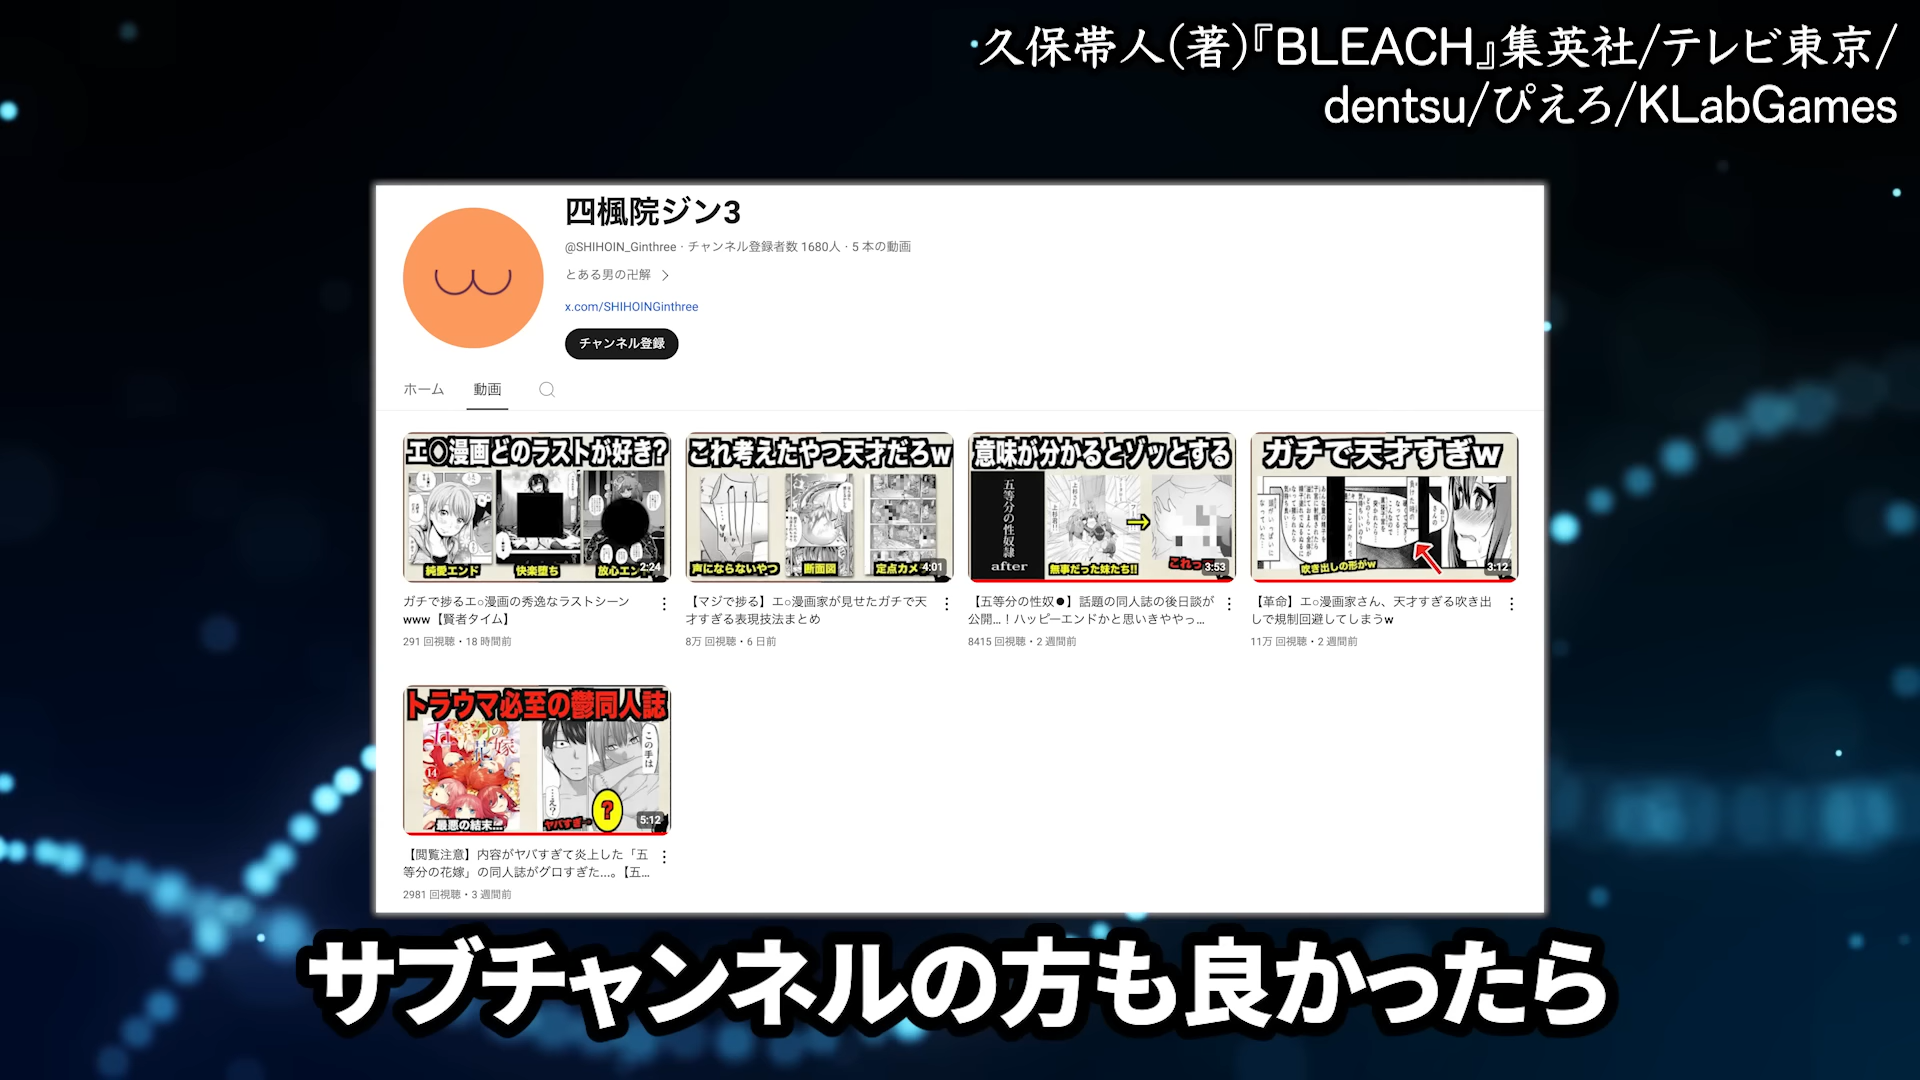 久保帯人(著)『BLEACH』集英社/テレビ東京/
dentsu/ぴえろ/KLabGames
四楓院ジン3
@SHIHOIN_Ginthree · チャンネル登録者数 1680人 · 5 本の動画
とある男の卍解
x.com/SHIHOINGinthree
チャンネル登録
ホーム 動画
エ○漫画どのラストが好き?
純愛エンド 快楽堕ち 放心エン
2:24
ガチで捗るエ○漫画の秀逸なラストシーン
www【賢者タイム】
291 回視聴・18 時間前
これ考えたやつ天才だろw
声にならないやつ 断面図 定点カメ
4:01
【マジで捗る】エ○漫画家が見せたガチで天
才すぎる表現技法まとめ
8万 回視聴・6 日前
意味が分かるとゾッとする
五等分の性奴隷
after
上杉さん
上杉君!!
無事だった妹たち!!
これっ
3:53
【五等分の性奴●】話題の同人誌の後日談が
公開...！ハッピーエンドかと思いきややっ...
8415 回視聴・2 週間前
ガチで天才すぎw
吹き出しの形がw
3:12
【革命】エ○漫画家さん、天才すぎる吹き出
しで規制回避してしまうw
11万 回視聴・2 週間前
トラウマ必至の鬱同人誌
五等分の花嫁
14
この手は
…え?
最悪の結末...
ヤバすぎ
?
5:12
【閲覧注意】内容がヤバすぎて炎上した「五
等分の花嫁」の同人誌がグロすぎた...。【五...
2981 回視聴・3 週間前
サブチャンネルの方も良かったら